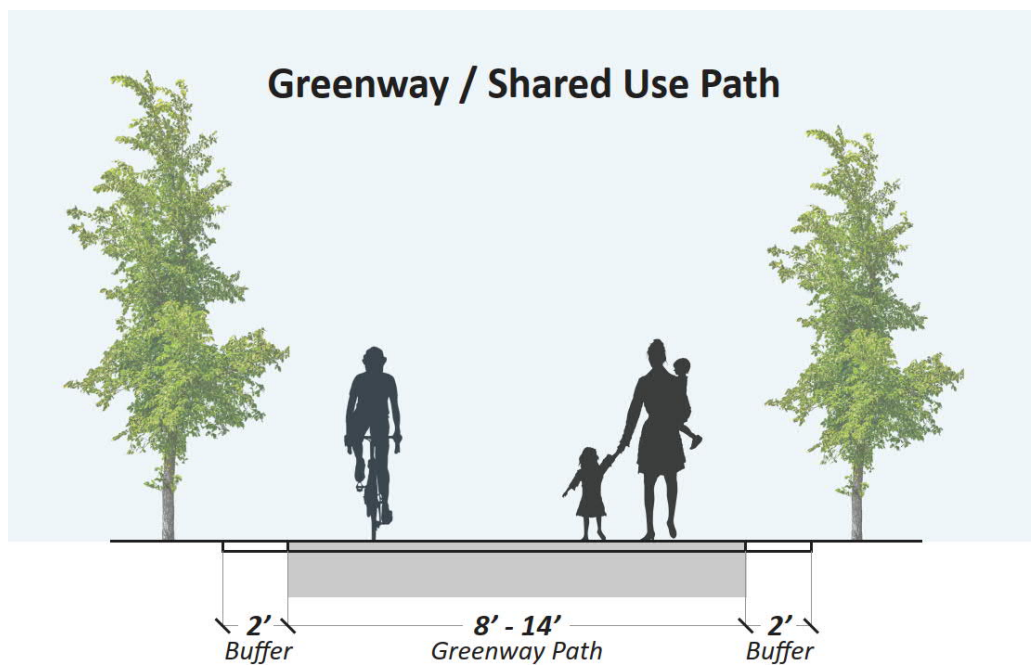 Greenway / Shared Use Path
2’ 8’ - 14’ 2’
Buffer Greenway Path Buffer